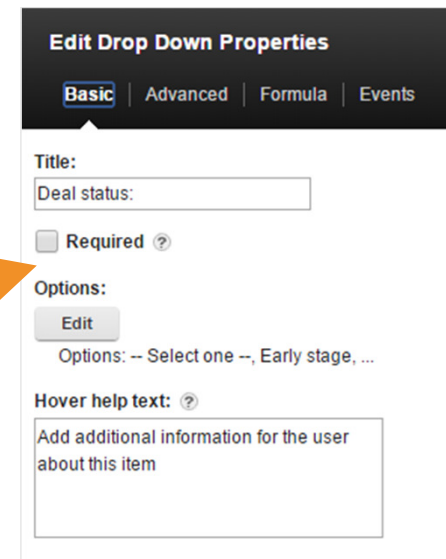 Edit Drop Down Properties
Basic | Advanced | Formula | Events
Title:
Deal status:
Required ?
Options:
Edit
Options: -- Select one --, Early stage, ...
Hover help text: ?
Add additional information for the user
about this item